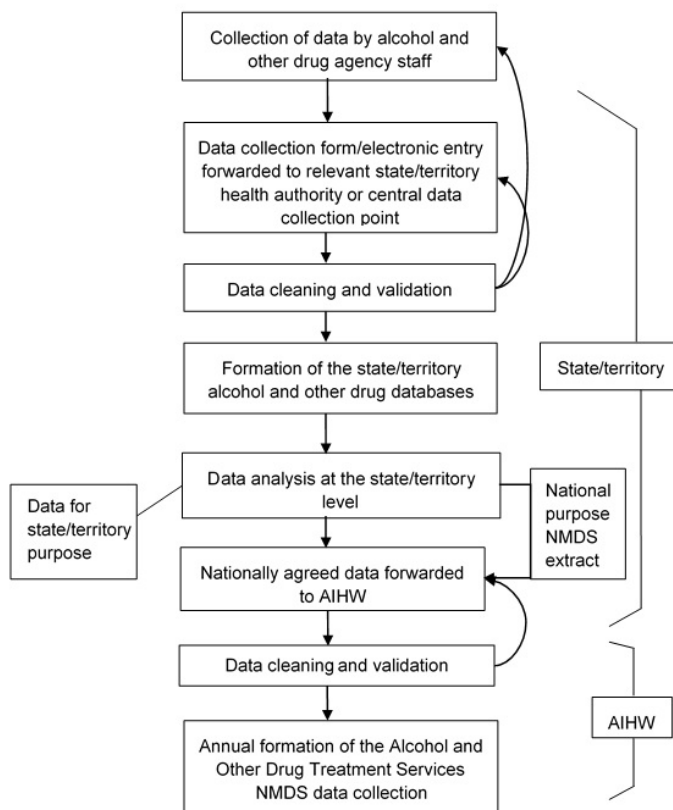 Collection of data by alcohol and
other drug agency staff
Data collection form/electronic entry
forwarded to relevant state/territory
health authority or central data
collection point
Data cleaning and validation
Formation of the state/territory
alcohol and other drug databases
State/territory
Data analysis at the state/territory
level
Data for
state/territory
purpose
National
purpose
NMDS
extract
Nationally agreed data forwarded
to AIHW
Data cleaning and validation
AIHW
Annual formation of the Alcohol and
Other Drug Treatment Services
NMDS data collection